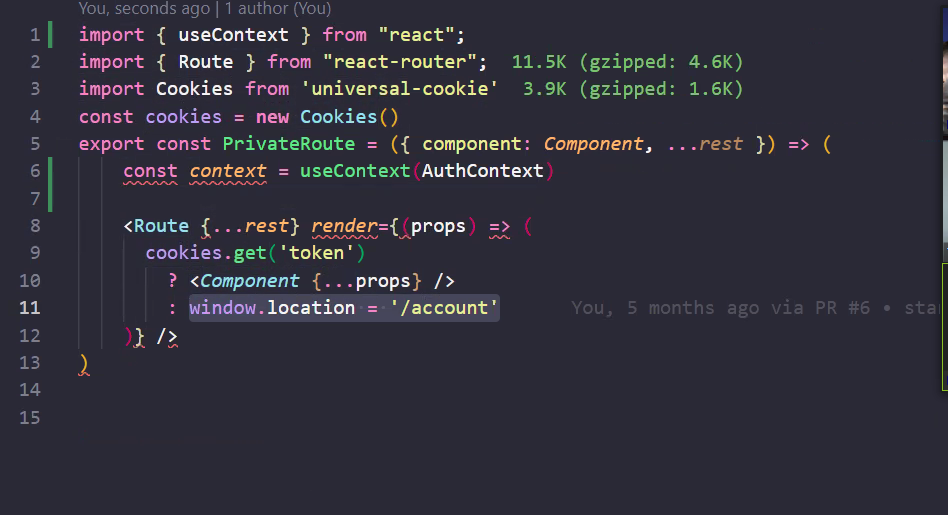 You, seconds ago | 1 author (You)
1 import { useContext } from "react";
2 import { Route } from "react-router"; 11.5K (gzipped: 4.6K)
3 import Cookies from 'universal-cookie' 3.9K (gzipped: 1.6K)
4 const cookies = new Cookies()
5 export const PrivateRoute = ({ component: Component, ...rest }) => (
6 const context = useContext(AuthContext)
7
8 <Route {...rest} render={(props) => (
9 cookies.get('token')
10 ? <Component {...props} />
11 : window.location = '/account' You, 5 months ago via PR #6 •
12 )} />
13 )
14
15